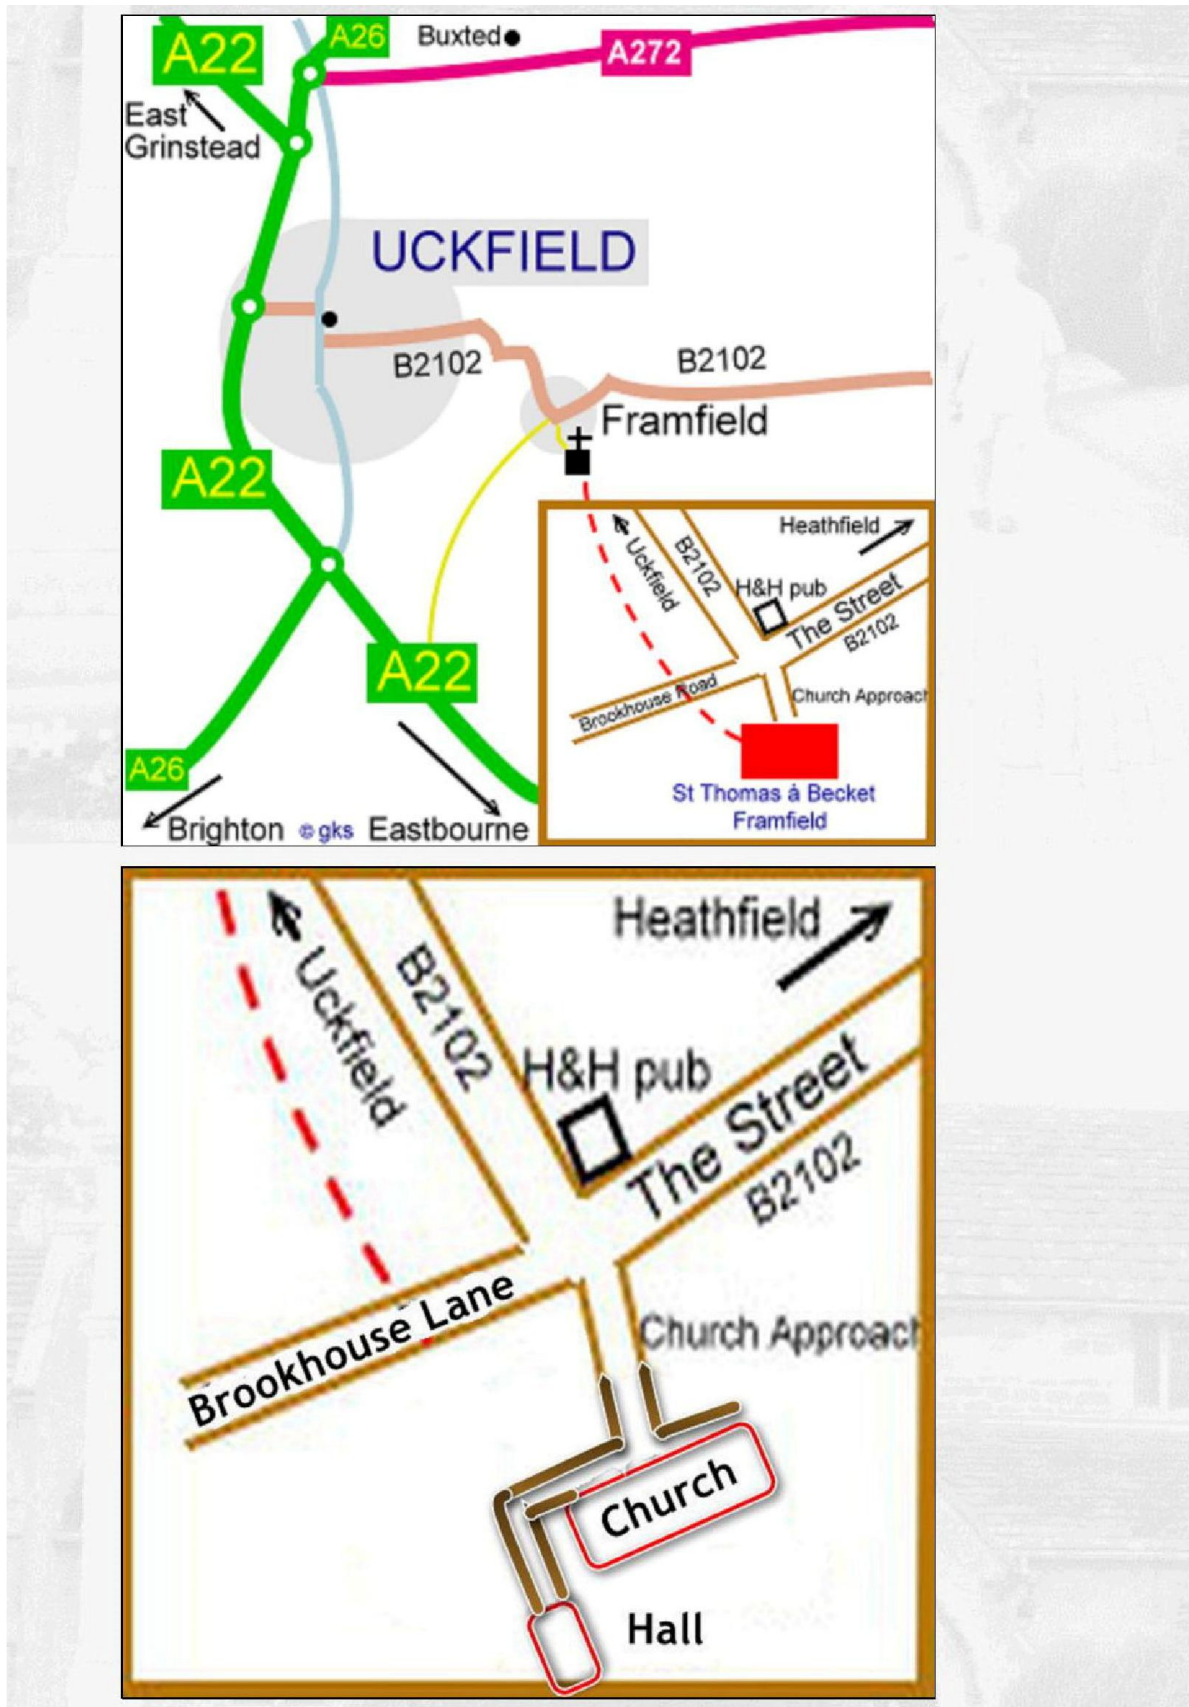 A22
A26
Buxted
A272
East
Grinstead
UCKFIELD
B2102
B2102
Framfield
A22
A22
A26
Brighton
© gks
Eastbourne
Heathfield
Uckfield
B2102
H&H pub
The Street
B2102
Brookhouse Road
Church Approach
St Thomas à Becket
Framfield
Heathfield
Uckfield
B2102
H&H pub
The Street
B2102
Brookhouse Lane
Church Approach
Church
Hall